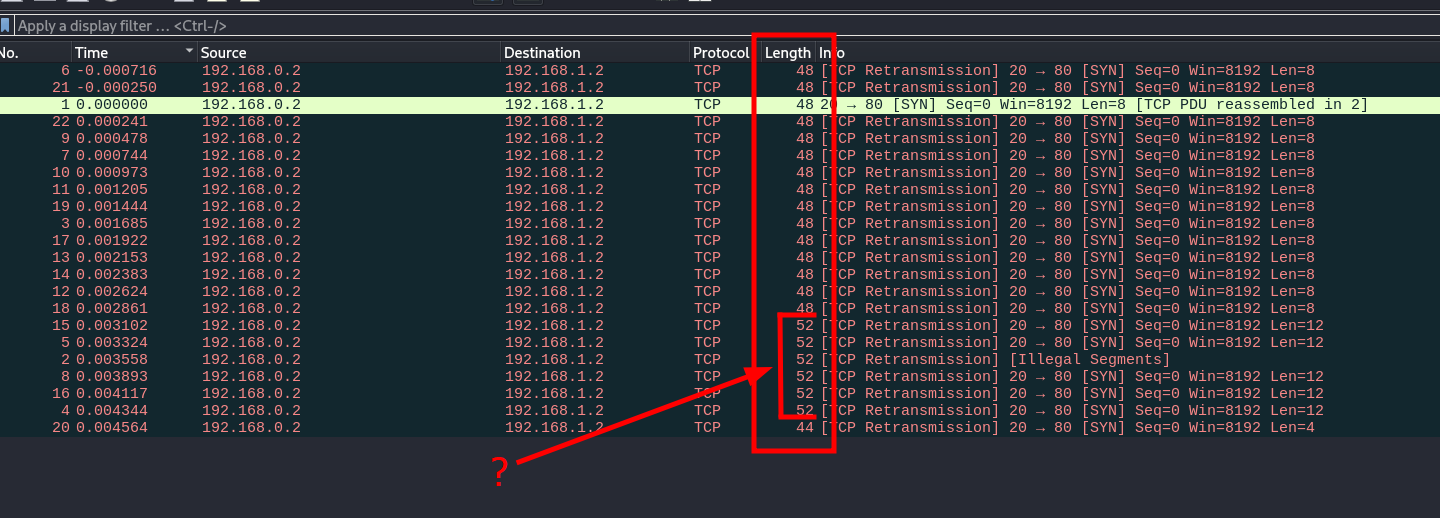 Apply a display filter … <Ctrl-/>
No. Time Source Destination Protocol Length Info
6 -0.000716 192.168.0.2 192.168.1.2 TCP 48 [TCP Retransmission] 20 → 80 [SYN] Seq=0 Win=8192 Len=8
21 -0.000250 192.168.0.2 192.168.1.2 TCP 48 [TCP Retransmission] 20 → 80 [SYN] Seq=0 Win=8192 Len=8
1 0.000000 192.168.0.2 192.168.1.2 TCP 48 20 → 80 [SYN] Seq=0 Win=8192 Len=8 [TCP PDU reassembled in 2]
22 0.000241 192.168.0.2 192.168.1.2 TCP 48 [TCP Retransmission] 20 → 80 [SYN] Seq=0 Win=8192 Len=8
9 0.000478 192.168.0.2 192.168.1.2 TCP 48 [TCP Retransmission] 20 → 80 [SYN] Seq=0 Win=8192 Len=8
7 0.000744 192.168.0.2 192.168.1.2 TCP 48 [TCP Retransmission] 20 → 80 [SYN] Seq=0 Win=8192 Len=8
10 0.000973 192.168.0.2 192.168.1.2 TCP 48 [TCP Retransmission] 20 → 80 [SYN] Seq=0 Win=8192 Len=8
11 0.001205 192.168.0.2 192.168.1.2 TCP 48 [TCP Retransmission] 20 → 80 [SYN] Seq=0 Win=8192 Len=8
19 0.001444 192.168.0.2 192.168.1.2 TCP 48 [TCP Retransmission] 20 → 80 [SYN] Seq=0 Win=8192 Len=8
3 0.001685 192.168.0.2 192.168.1.2 TCP 48 [TCP Retransmission] 20 → 80 [SYN] Seq=0 Win=8192 Len=8
17 0.001922 192.168.0.2 192.168.1.2 TCP 48 [TCP Retransmission] 20 → 80 [SYN] Seq=0 Win=8192 Len=8
13 0.002153 192.168.0.2 192.168.1.2 TCP 48 [TCP Retransmission] 20 → 80 [SYN] Seq=0 Win=8192 Len=8
14 0.002383 192.168.0.2 192.168.1.2 TCP 48 [TCP Retransmission] 20 → 80 [SYN] Seq=0 Win=8192 Len=8
12 0.002624 192.168.0.2 192.168.1.2 TCP 48 [TCP Retransmission] 20 → 80 [SYN] Seq=0 Win=8192 Len=8
18 0.002861 192.168.0.2 192.168.1.2 TCP 48 [TCP Retransmission] 20 → 80 [SYN] Seq=0 Win=8192 Len=8
15 0.003102 192.168.0.2 192.168.1.2 TCP 52 [TCP Retransmission] 20 → 80 [SYN] Seq=0 Win=8192 Len=12
5 0.003324 192.168.0.2 192.168.1.2 TCP 52 [TCP Retransmission] 20 → 80 [SYN] Seq=0 Win=8192 Len=12
2 0.003558 192.168.0.2 192.168.1.2 TCP 52 [TCP Retransmission] [Illegal Segments]
8 0.003893 192.168.0.2 192.168.1.2 TCP 52 [TCP Retransmission] 20 → 80 [SYN] Seq=0 Win=8192 Len=12
16 0.004117 192.168.0.2 192.168.1.2 TCP 52 [TCP Retransmission] 20 → 80 [SYN] Seq=0 Win=8192 Len=12
4 0.004344 192.168.0.2 192.168.1.2 TCP 52 [TCP Retransmission] 20 → 80 [SYN] Seq=0 Win=8192 Len=12
20 0.004564 192.168.0.2 192.168.1.2 TCP 44 [TCP Retransmission] 20 → 80 [SYN] Seq=0 Win=8192 Len=4
?